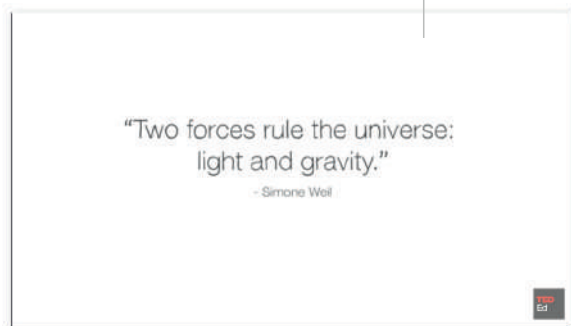 “Two forces rule the universe:
light and gravity.”
- Simone Weil
TED
Ed